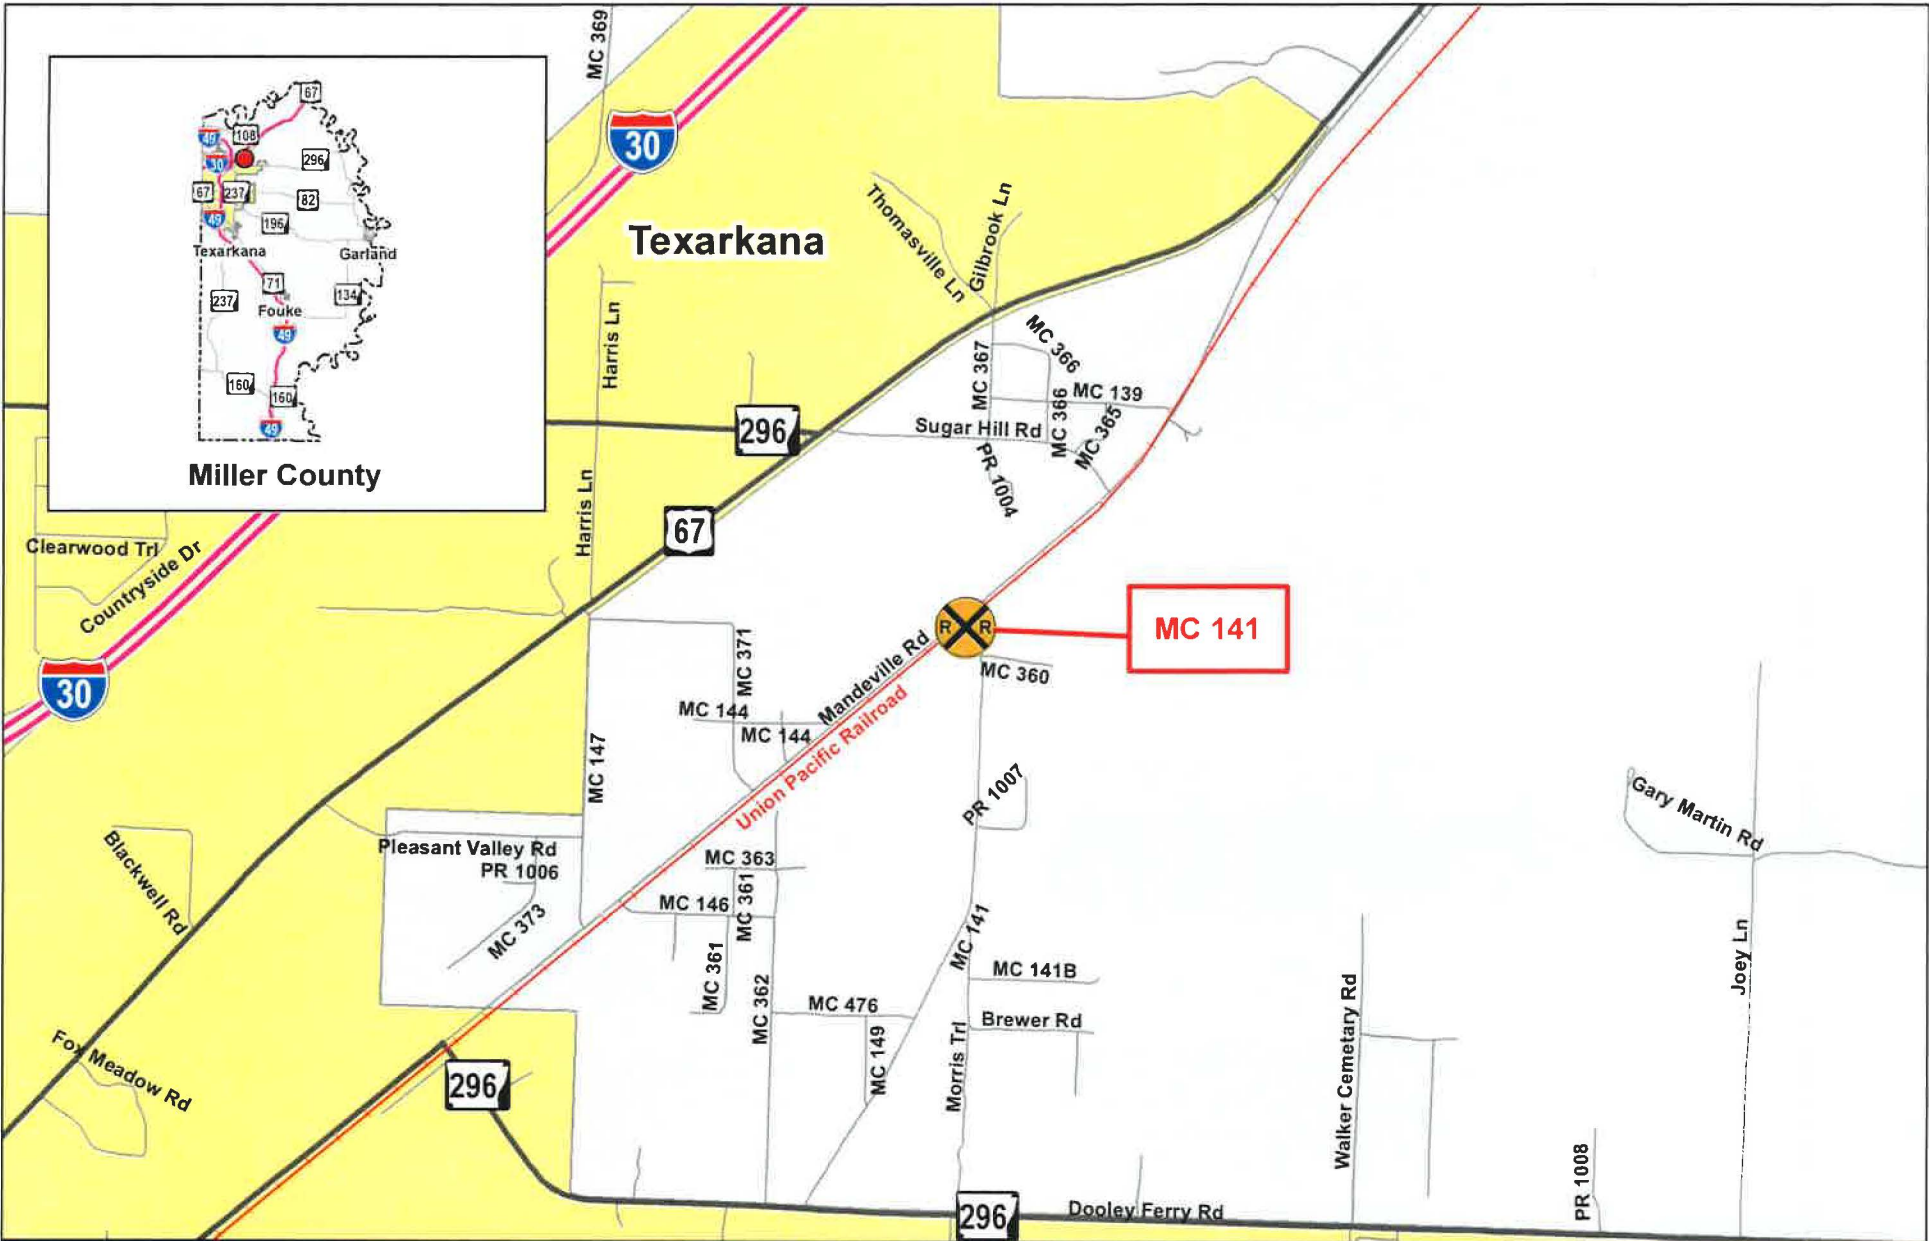 MC 369
67
49
108
30
296
67
237
82
49
196
Texarkana
Garland
71
237
134
Fouke
49
160
160
49
Miller County
30
Texarkana
Thomasville Ln
Gilbrook Ln
Harris Ln
MC 366
MC 367
MC 139
MC 366
MC 365
296
Sugar Hill Rd
PR 1004
Harris Ln
67
Clearwood Trl
Countryside Dr
30
R R
MC 141
MC 360
MC 371
Mandeville Rd
Union Pacific Railroad
MC 144
MC 144
MC 147
PR 1007
Gary Martin Rd
Blackwell Rd
Pleasant Valley Rd
PR 1006
MC 363
MC 361
MC 146
MC 373
MC 361
MC 362
MC 141
MC 141B
MC 476
Brewer Rd
MC 149
Morris Trl
Walker Cemetary Rd
Joey Ln
Fox Meadow Rd
296
PR 1008
296
Dooley Ferry Rd